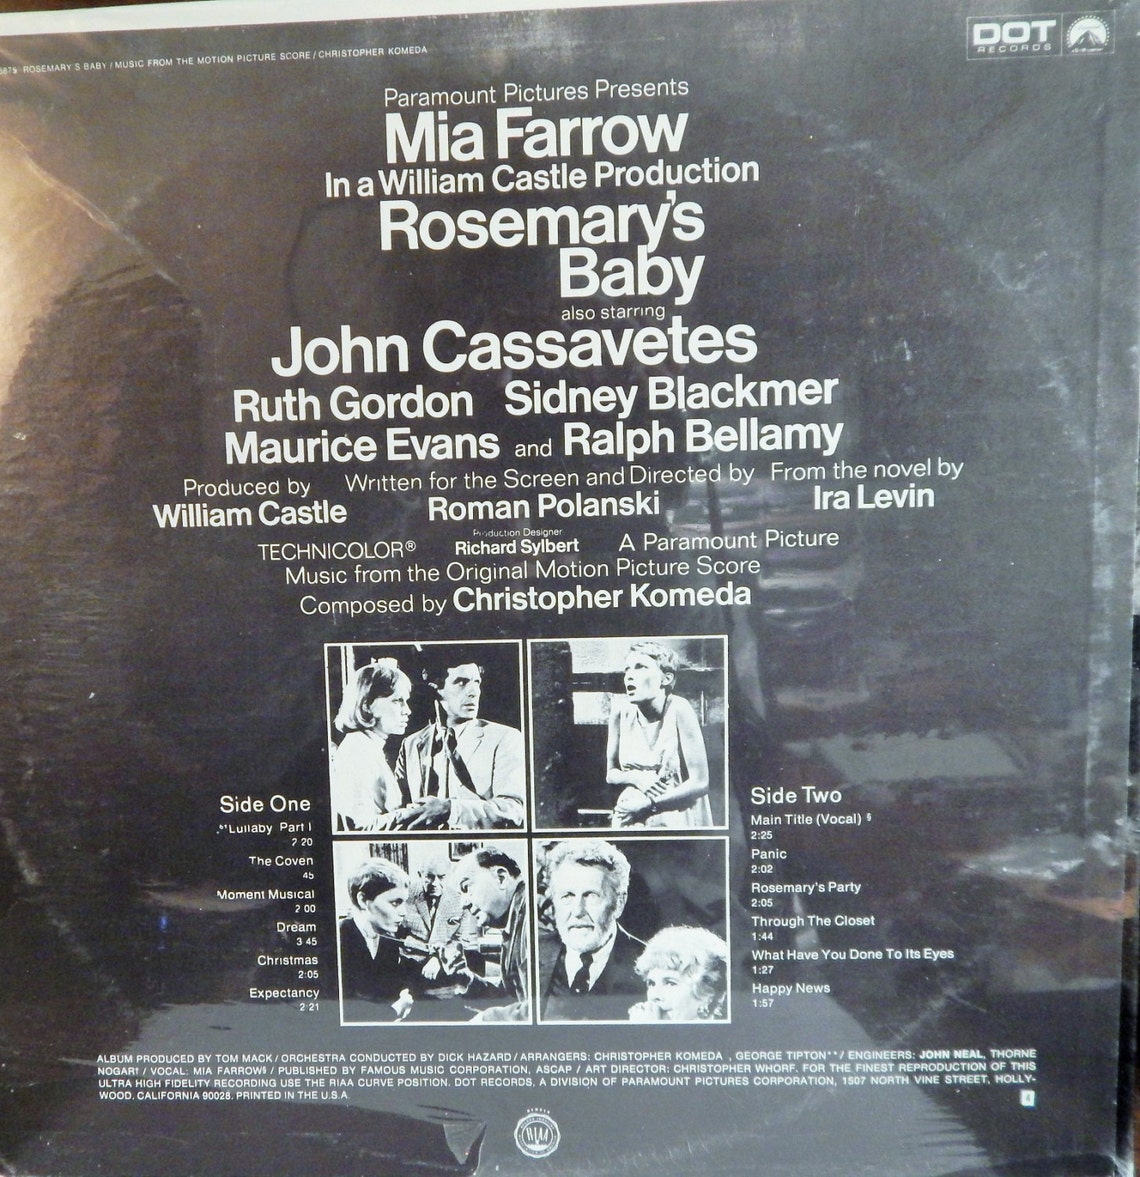 5875 ROSEMARY'S BABY / MUSIC FROM THE MOTION PICTURE SCORE / CHRISTOPHER KOMEDA
DOT
RECORDS
Paramount Pictures Presents
Mia Farrow
In a William Castle Production
Rosemary's
Baby
also starring
John Cassavetes
Ruth Gordon Sidney Blackmer
Maurice Evans and Ralph Bellamy
Produced by Written for the Screen and Directed by From the novel by
William Castle Roman Polanski Ira Levin
Production Designer
TECHNICOLOR® Richard Sylbert A Paramount Picture
Music from the Original Motion Picture Score
Composed by Christopher Komeda
Side One
Lullaby Part I
2 20
The Coven
45
Moment Musical
2 00
Dream
3 45
Christmas
2:05
Expectancy
2 21
Side Two
Main Title (Vocal) §
2:25
Panic
2:02
Rosemary's Party
2:05
Through The Closet
1:44
What Have You Done To Its Eyes
1:27
Happy News
1:57
ALBUM PRODUCED BY TOM MACK / ORCHESTRA CONDUCTED BY DICK HAZARD / ARRANGERS: CHRISTOPHER KOMEDA , GEORGE TIPTON** / ENGINEERS: JOHN NEAL, THORNE
NOGAR† / VOCAL: MIA FARROW§ / PUBLISHED BY FAMOUS MUSIC CORPORATION, ASCAP / ART DIRECTOR: CHRISTOPHER WHORF. FOR THE FINEST REPRODUCTION OF THIS
ULTRA HIGH FIDELITY RECORDING USE THE RIAA CURVE POSITION. DOT RECORDS, A DIVISION OF PARAMOUNT PICTURES CORPORATION, 1507 NORTH VINE STREET, HOLLY-
WOOD, CALIFORNIA 90028. PRINTED IN THE U.S.A.
4
RIAA